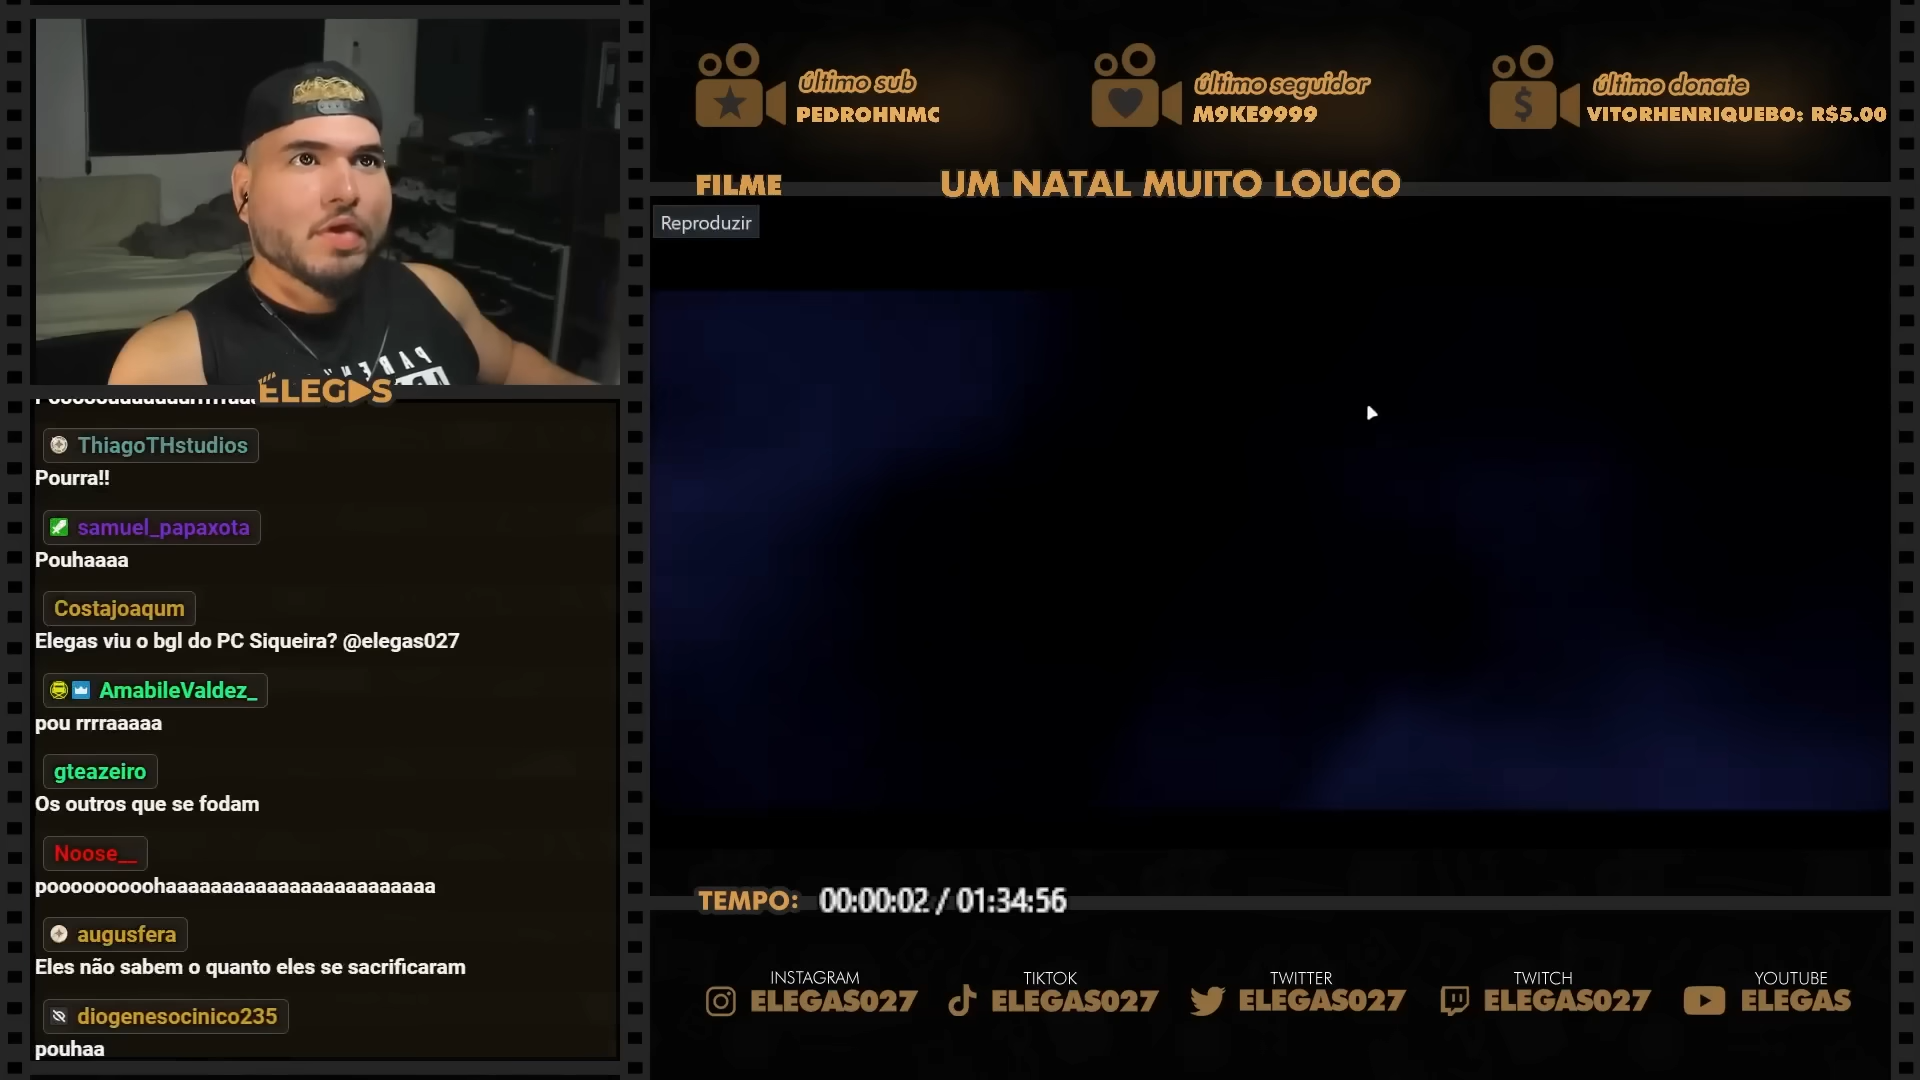 último sub
PEDROHNMC
último seguidor
M9KE9999
último donate
VITORHENRIQUEBO: R$5.00
FILME
UM NATAL MUITO LOUCO
Reproduzir
ELEGAS
ThiagoTHstudios
Pourra!!
samuel_papaxota
Pouhaaaa
Costajoaqum
Elegas viu o bgl do PC Siqueira? @elegas027
AmabileValdez_
pou rrrraaaaa
gteazeiro
Os outros que se fodam
Noose__
pooooooooohaaaaaaaaaaaaaaaaaaaaaaaa
augusfera
Eles não sabem o quanto eles se sacrificaram
diogenesocinico235
pouhaa
TEMPO: 00:00:02 / 01:34:56
INSTAGRAM
ELEGAS027
TIKTOK
ELEGAS027
TWITTER
ELEGAS027
TWITCH
ELEGAS027
YOUTUBE
ELEGAS